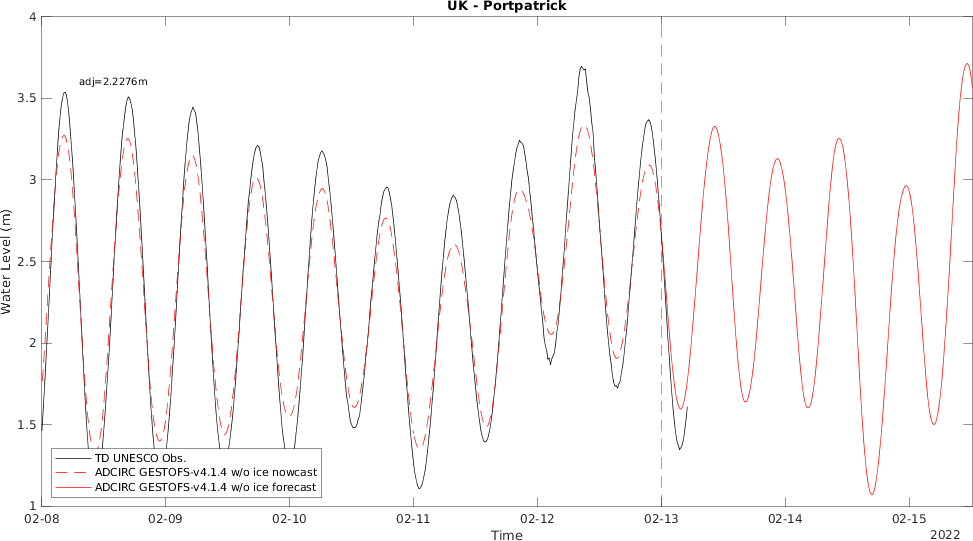 UK - Portpatrick
adj=2.2276m
Water Level (m)
4
3.5
3
2.5
2
1.5
1
TD UNESCO Obs.
ADCIRC GESTOFS-v4.1.4 w/o ice nowcast
ADCIRC GESTOFS-v4.1.4 w/o ice forecast
02-08 02-09 02-10 02-11 02-12 02-13 02-14 02-15
Time
2022